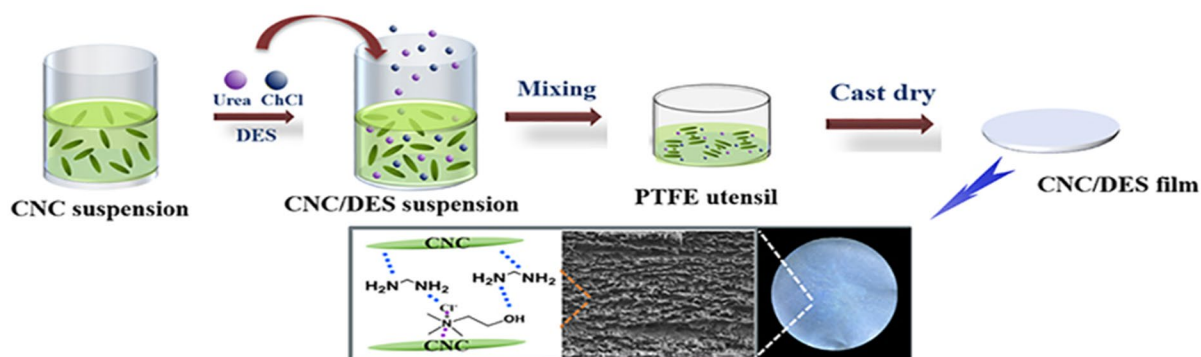 CNC suspension
Urea ChCl
DES
CNC/DES suspension
Mixing
PTFE utensil
Cast dry
CNC/DES film
CNC
H₂N NH₂
H₂N NH₂
Cl⁻
N
OH
CNC